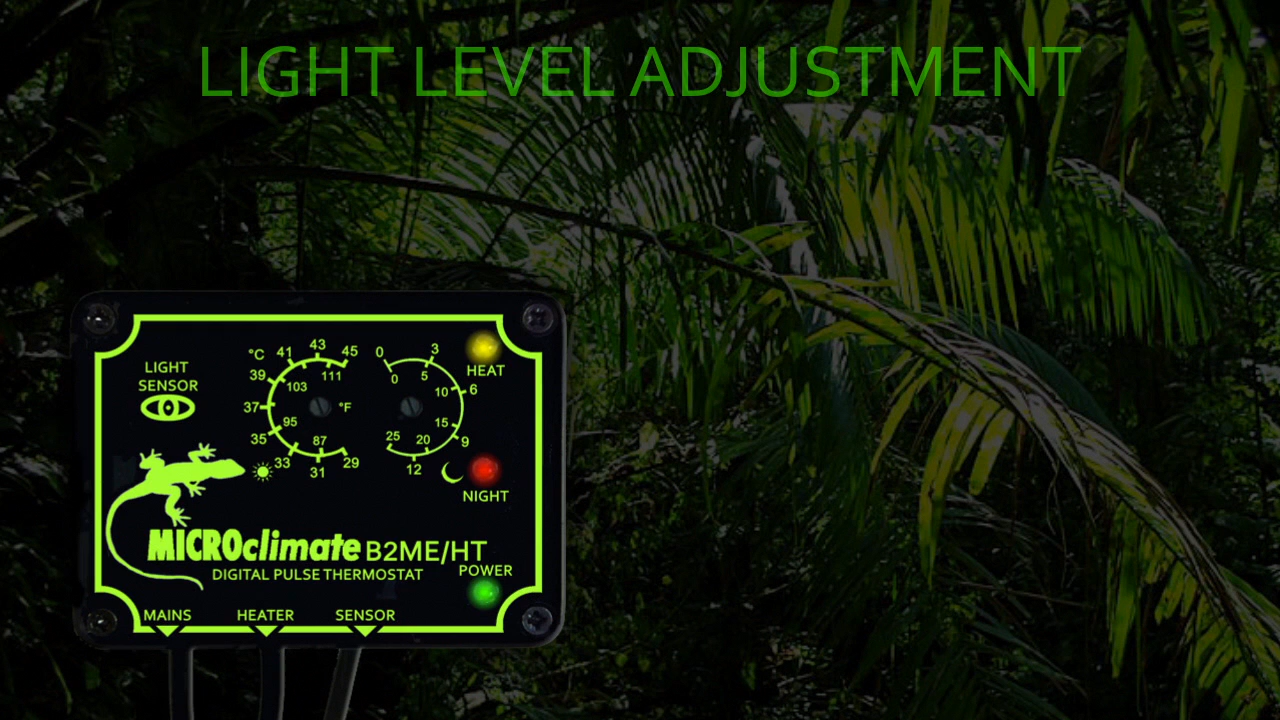 LIGHT LEVEL ADJUSTMENT
LIGHT
SENSOR
°C 41 43 45
39 103 111
37 °F
35 95 87
33 31 29
0 3
0 5
10 6
15 9
25 20
12
HEAT
NIGHT
MICROclimate B2ME/HT
DIGITAL PULSE THERMOSTAT
POWER
MAINS HEATER SENSOR